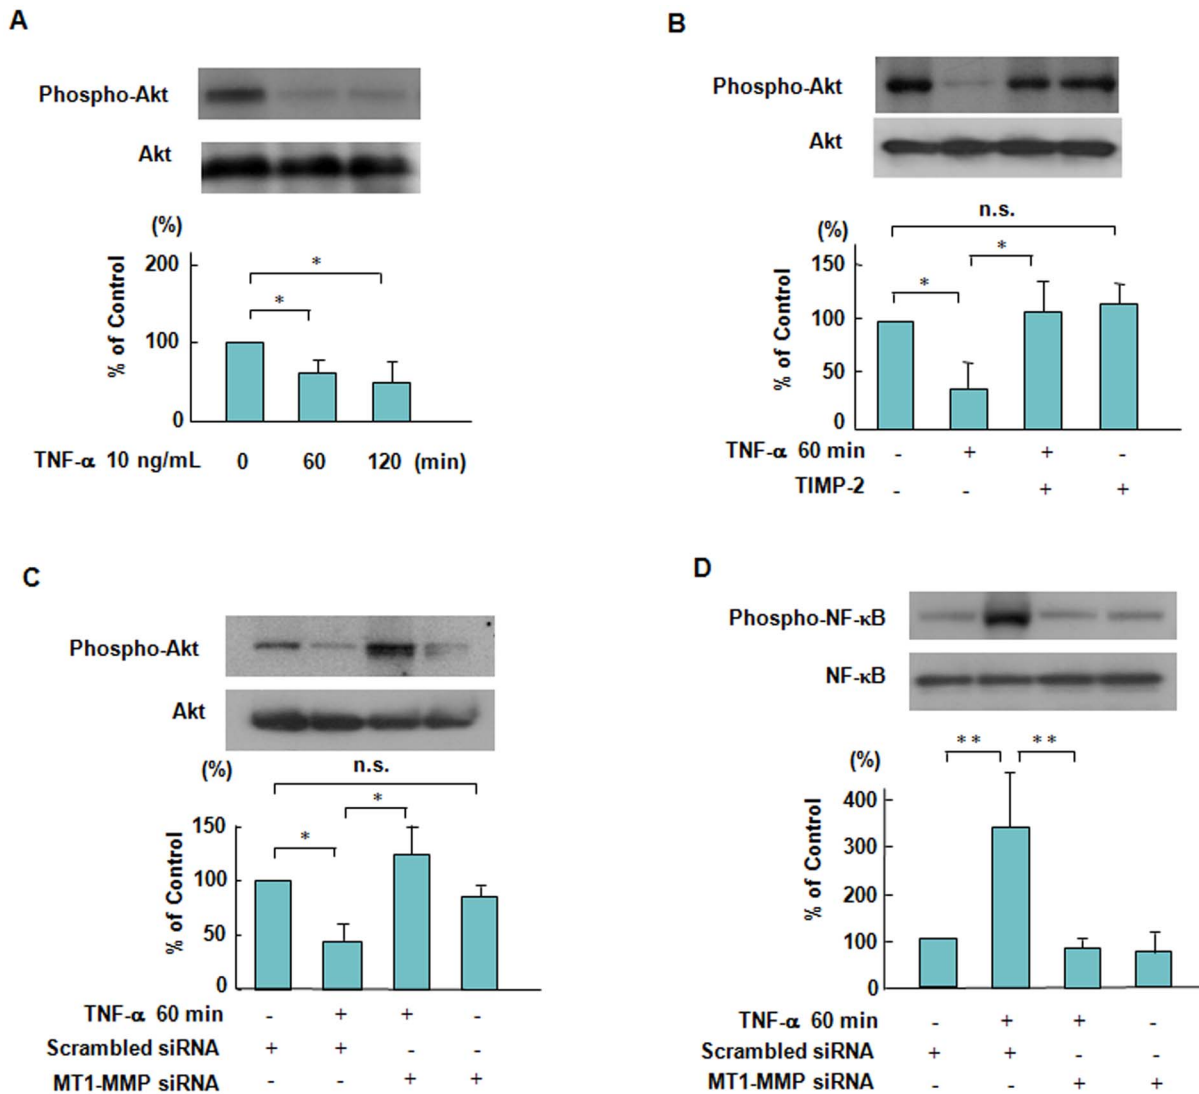 A
Phospho-Akt
Akt
(%)
% of Control
200
100
0
*
*
TNF-α 10 ng/mL 0 60 120 (min)
B
Phospho-Akt
Akt
n.s.
(%)
% of Control
150
100
50
0
*
*
TNF-α 60 min - + + -
TIMP-2 - - + +
C
Phospho-Akt
Akt
(%)
n.s.
% of Control
150
100
50
0
*
*
TNF-α 60 min - + + -
Scrambled siRNA + + - -
MT1-MMP siRNA - - + +
D
Phospho-NF-κB
NF-κB
(%)
** **
% of Control
400
300
200
100
0
TNF-α 60 min - + + -
Scrambled siRNA + + - -
MT1-MMP siRNA - - + +